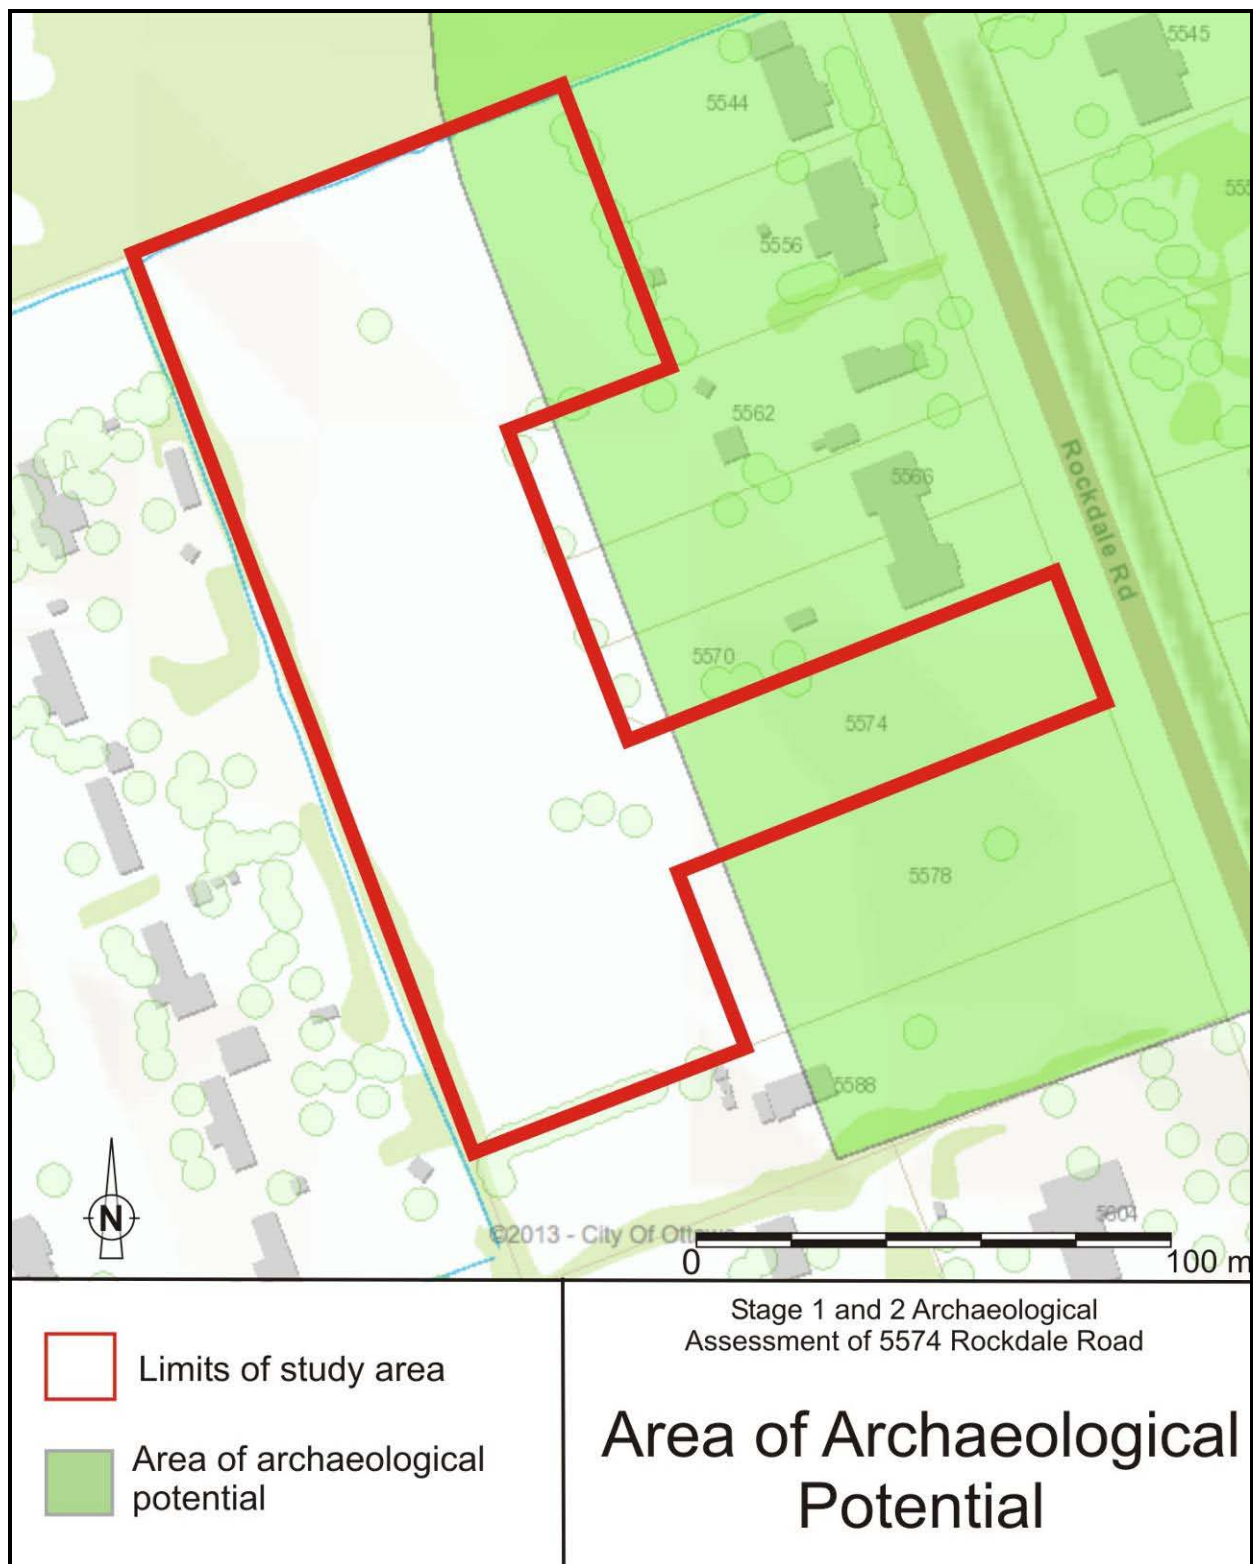 5545
5544
5556
5562
5566
Rockdale Rd
5570
5574
5578
5588
5604
N
©2013 - City Of Ottawa
0
100 m
Stage 1 and 2 Archaeological
Assessment of 5574 Rockdale Road
Limits of study area
Area of archaeological
potential
Area of Archaeological
Potential